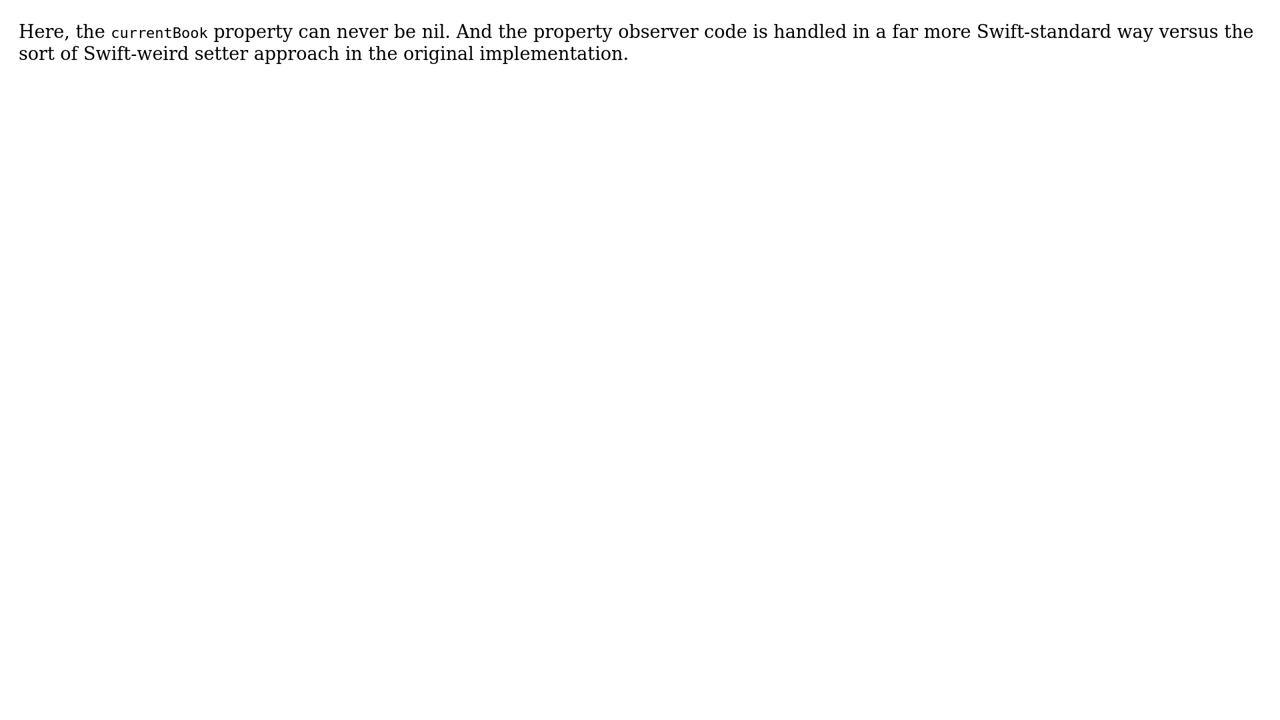 Here, the currentBook property can never be nil. And the property observer code is handled in a far more Swift-standard way versus the
sort of Swift-weird setter approach in the original implementation.